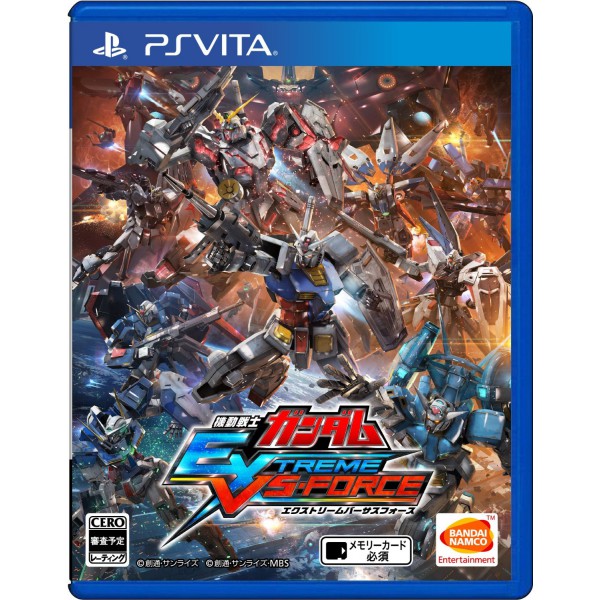 PSVITA
機動戦士
ガンダム
EXTREME
VS-FORCE
エクストリームバーサスフォース
CERO
審査予定
レーティング
©創通・サンライズ ©創通・サンライズ・MBS
メモリーカード
必須
BANDAI
NAMCO
TM
Entertainment